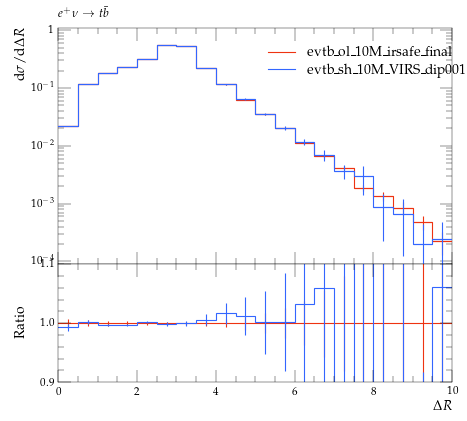 e⁺ν → tb̄
dσ/dΔR
1
evtb_ol_10M_irsafe_final
evtb_sh_10M_VIRS_dip001
10⁻¹
10⁻²
10⁻³
10⁻⁴
1.1
Ratio
1.0
0.9
0 2 4 6 8 10
ΔR